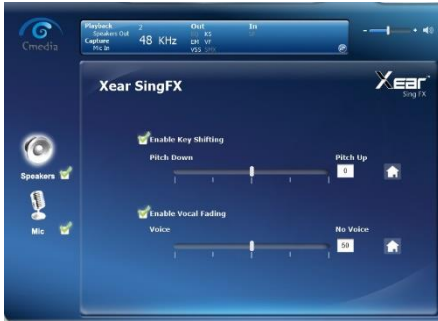 Cmedia
Playback 2 Out In
Speakers Out
Capture 48 KHz EM VF
Mic In VSS
KS
Xear SingFX
Xear
Sing FX
Enable Key Shifting
Pitch Down Pitch Up
0
Speakers
Enable Vocal Fading
Mic
Voice No Voice
50